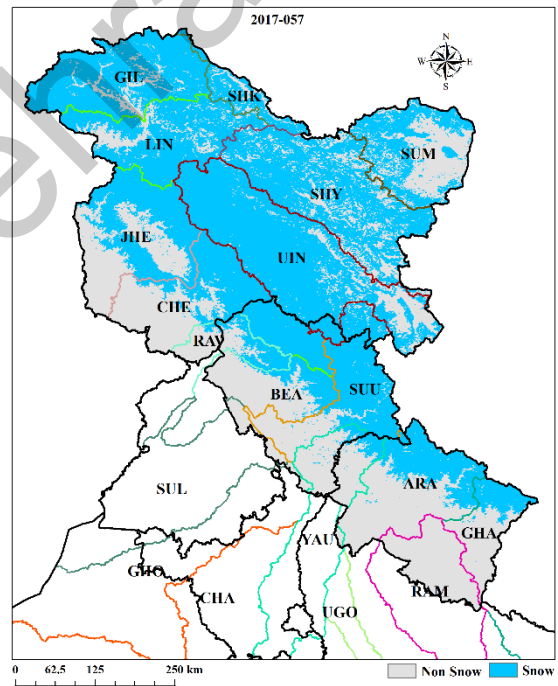 2017-057
N
W E
S
GIL
SHK
LIN
SUM
SHY
JHE
UIN
CHE
RAV
BEA
SUU
SUL
ARA
GHA
YAU
GHO
CHA
UGO
RAM
0 62.5 125 250 km
Non Snow Snow